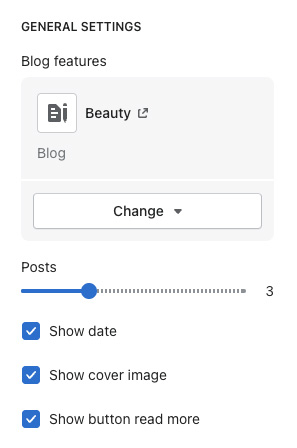 GENERAL SETTINGS
Blog features
Beauty
Blog
Change
Posts
3
Show date
Show cover image
Show button read more